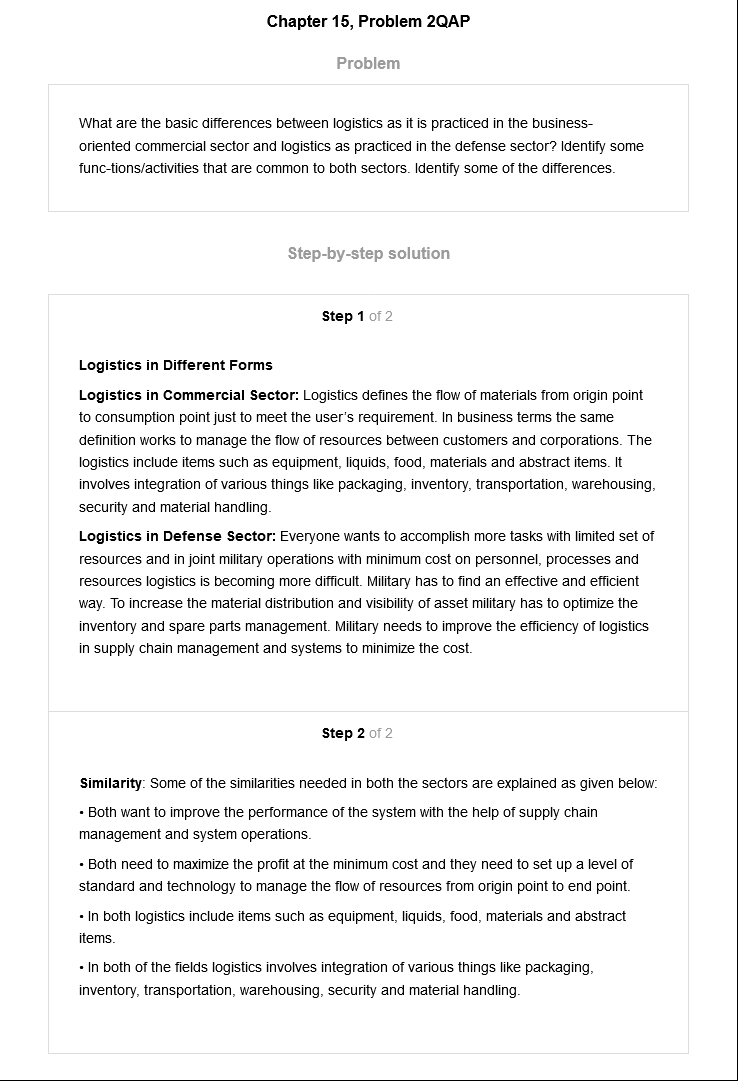 Chapter 15, Problem 2QAP
Problem
What are the basic differences between logistics as it is practiced in the business-
oriented commercial sector and logistics as practiced in the defense sector? Identify some
func-tions/activities that are common to both sectors. Identify some of the differences.
Step-by-step solution
Step 1 of 2
Logistics in Different Forms
Logistics in Commercial Sector: Logistics defines the flow of materials from origin point
to consumption point just to meet the user's requirement. In business terms the same
definition works to manage the flow of resources between customers and corporations. The
logistics include items such as equipment, liquids, food, materials and abstract items. It
involves integration of various things like packaging, inventory, transportation, warehousing,
security and material handling.
Logistics in Defense Sector: Everyone wants to accomplish more tasks with limited set of
resources and in joint military operations with minimum cost on personnel, processes and
resources logistics is becoming more difficult. Military has to find an effective and efficient
way. To increase the material distribution and visibility of asset military has to optimize the
inventory and spare parts management. Military needs to improve the efficiency of logistics
in supply chain management and systems to minimize the cost.
Step 2 of 2
Similarity: Some of the similarities needed in both the sectors are explained as given below:
• Both want to improve the performance of the system with the help of supply chain
management and system operations.
• Both need to maximize the profit at the minimum cost and they need to set up a level of
standard and technology to manage the flow of resources from origin point to end point.
• In both logistics include items such as equipment, liquids, food, materials and abstract
items.
• In both of the fields logistics involves integration of various things like packaging,
inventory, transportation, warehousing, security and material handling.